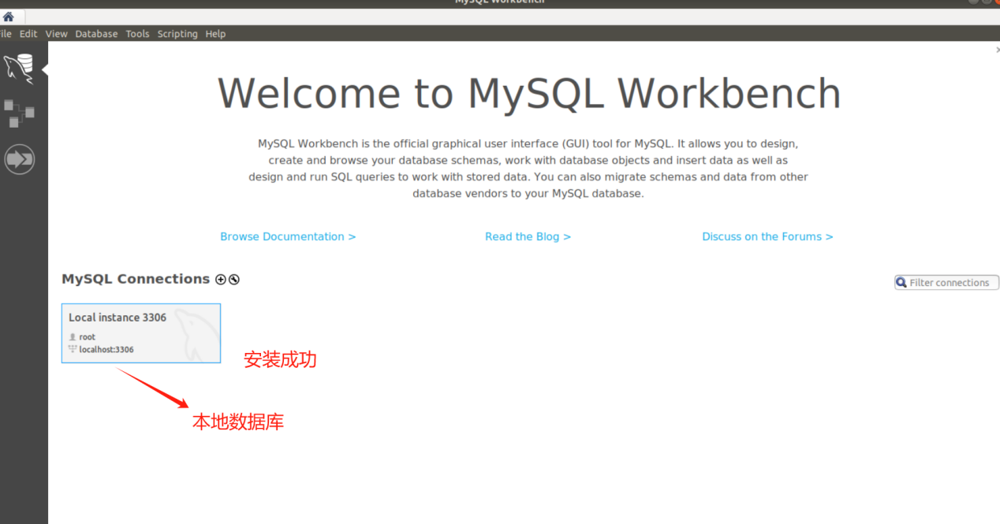 MySQL Workbench
File Edit View Database Tools Scripting Help
Welcome to MySQL Workbench
MySQL Workbench is the official graphical user interface (GUI) tool for MySQL. It allows you to design,
create and browse your database schemas, work with database objects and insert data as well as
design and run SQL queries to work with stored data. You can also migrate schemas and data from other
database vendors to your MySQL database.
Browse Documentation >
Read the Blog >
Discuss on the Forums >
MySQL Connections
Filter connections
Local instance 3306
root
localhost:3306
安装成功
本地数据库